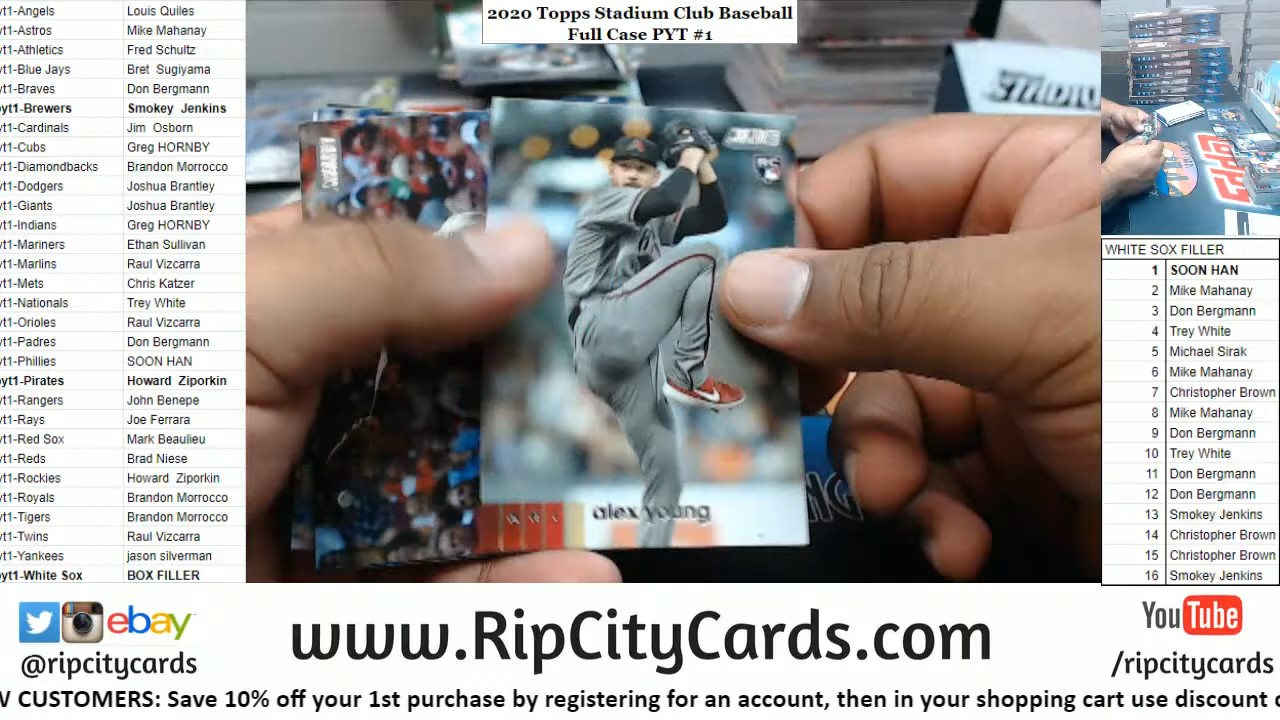 yt1-Angels Louis Quiles
yt1-Astros Mike Mahanay
yt1-Athletics Fred Schultz
yt1-Blue Jays Bret Sugiyama
yt1-Braves Don Bergmann
oyt1-Brewers Smokey Jenkins
yt1-Cardinals Jim Osborn
yt1-Cubs Greg HORNBY
yt1-Diamondbacks Brandon Morrocco
yt1-Dodgers Joshua Brantley
yt1-Giants Joshua Brantley
yt1-Indians Greg HORNBY
yt1-Mariners Ethan Sullivan
yt1-Marlins Raul Vizcarra
yt1-Mets Chris Katzer
yt1-Nationals Trey White
yt1-Orioles Raul Vizcarra
yt1-Padres Don Bergmann
yt1-Phillies SOON HAN
oyt1-Pirates Howard Ziporkin
yt1-Rangers John Benepe
yt1-Rays Joe Ferrara
yt1-Red Sox Mark Beaulieu
yt1-Reds Brad Niese
yt1-Rockies Howard Ziporkin
yt1-Royals Brandon Morrocco
yt1-Tigers Brandon Morrocco
yt1-Twins Raul Vizcarra
yt1-Yankees jason silverman
oyt1-White Sox BOX FILLER
2020 Topps Stadium Club Baseball
Full Case PYT #1
RC
alex young
topps
WHITE SOX FILLER
1 SOON HAN
2 Mike Mahanay
3 Don Bergmann
4 Trey White
5 Michael Sirak
6 Mike Mahanay
7 Christopher Brown
8 Mike Mahanay
9 Don Bergmann
10 Trey White
11 Don Bergmann
12 Don Bergmann
13 Smokey Jenkins
14 Christopher Brown
15 Christopher Brown
16 Smokey Jenkins
ebay
@ripcitycards
www.RipCityCards.com
YouTube
/ripcitycards
W CUSTOMERS: Save 10% off your 1st purchase by registering for an account, then in your shopping cart use discount c